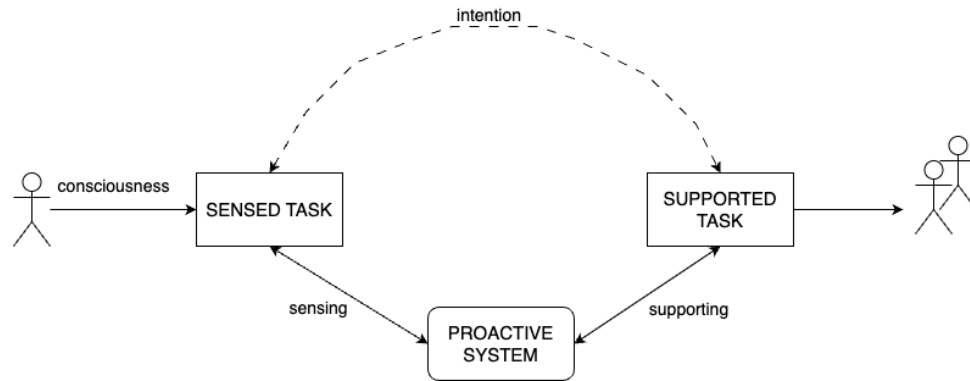 intention
consciousness
SENSED TASK
SUPPORTED
TASK
sensing
supporting
PROACTIVE
SYSTEM